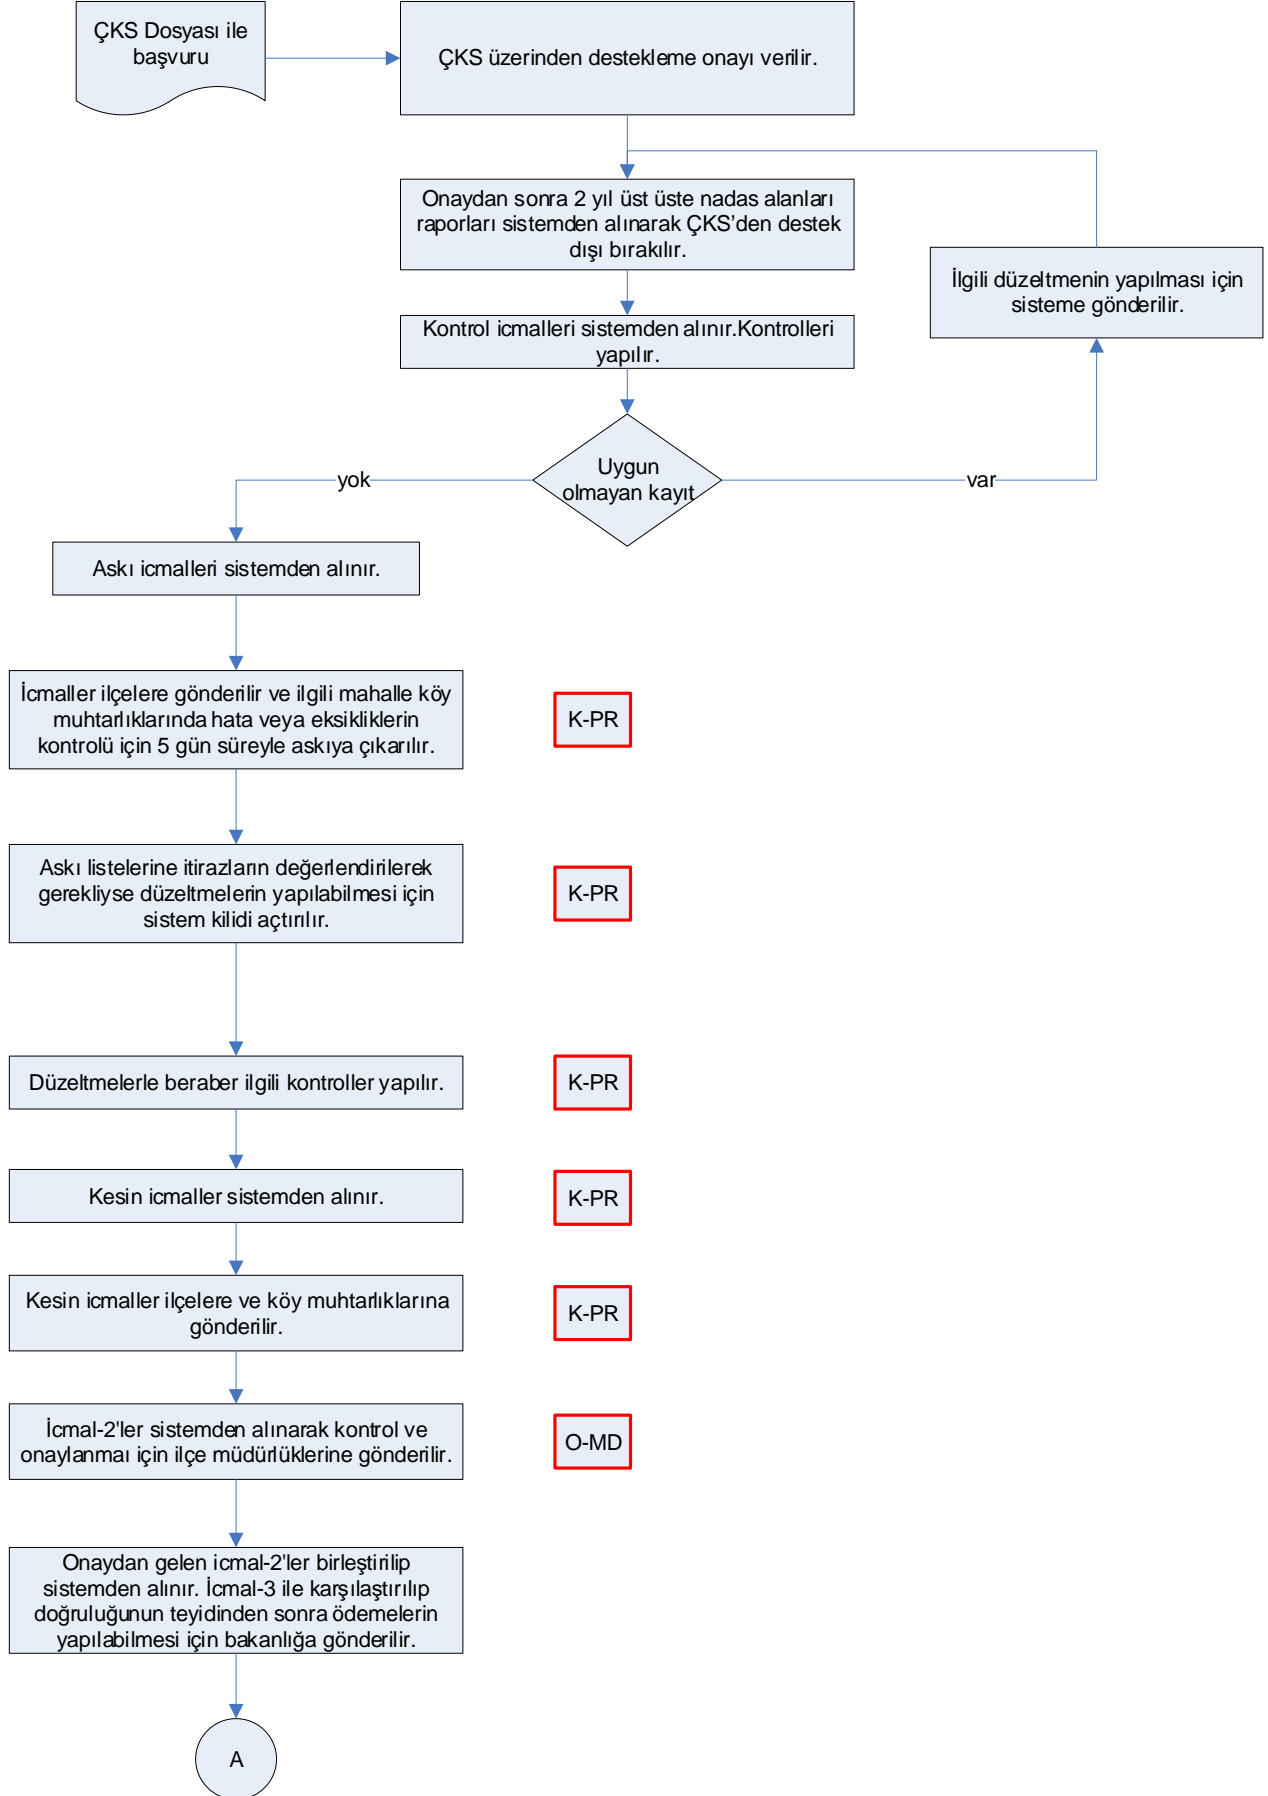 ÇKS Dosyası ile
başvuru
ÇKS üzerinden destekleme onayı verilir.
Onaydan sonra 2 yıl üst üste nadas alanları
raporları sistemden alınarak ÇKS’den destek
dışı bırakılır.
İlgili düzeltmenin yapılması için
sisteme gönderilir.
Kontrol icmalleri sistemden alınır.Kontrolleri
yapılır.
Uygun
olmayan kayıt
yok
var
Askı icmalleri sistemden alınır.
İcmaller ilçelere gönderilir ve ilgili mahalle köy
muhtarlıklarında hata veya eksikliklerin
kontrolü için 5 gün süreyle askıya çıkarılır.
K-PR
Askı listelerine itirazların değerlendirilerek
gerekliyse düzeltmelerin yapılabilmesi için
sistem kilidi açtırılır.
K-PR
Düzeltmelerle beraber ilgili kontroller yapılır.
K-PR
Kesin icmaller sistemden alınır.
K-PR
Kesin icmaller ilçelere ve köy muhtarlıklarına
gönderilir.
K-PR
İcmal-2'ler sistemden alınarak kontrol ve
onaylanmaı için ilçe müdürlüklerine gönderilir.
O-MD
Onaydan gelen icmal-2'ler birleştirilip
sistemden alınır. İcmal-3 ile karşılaştırılıp
doğruluğunun teyidinden sonra ödemelerin
yapılabilmesi için bakanlığa gönderilir.
A